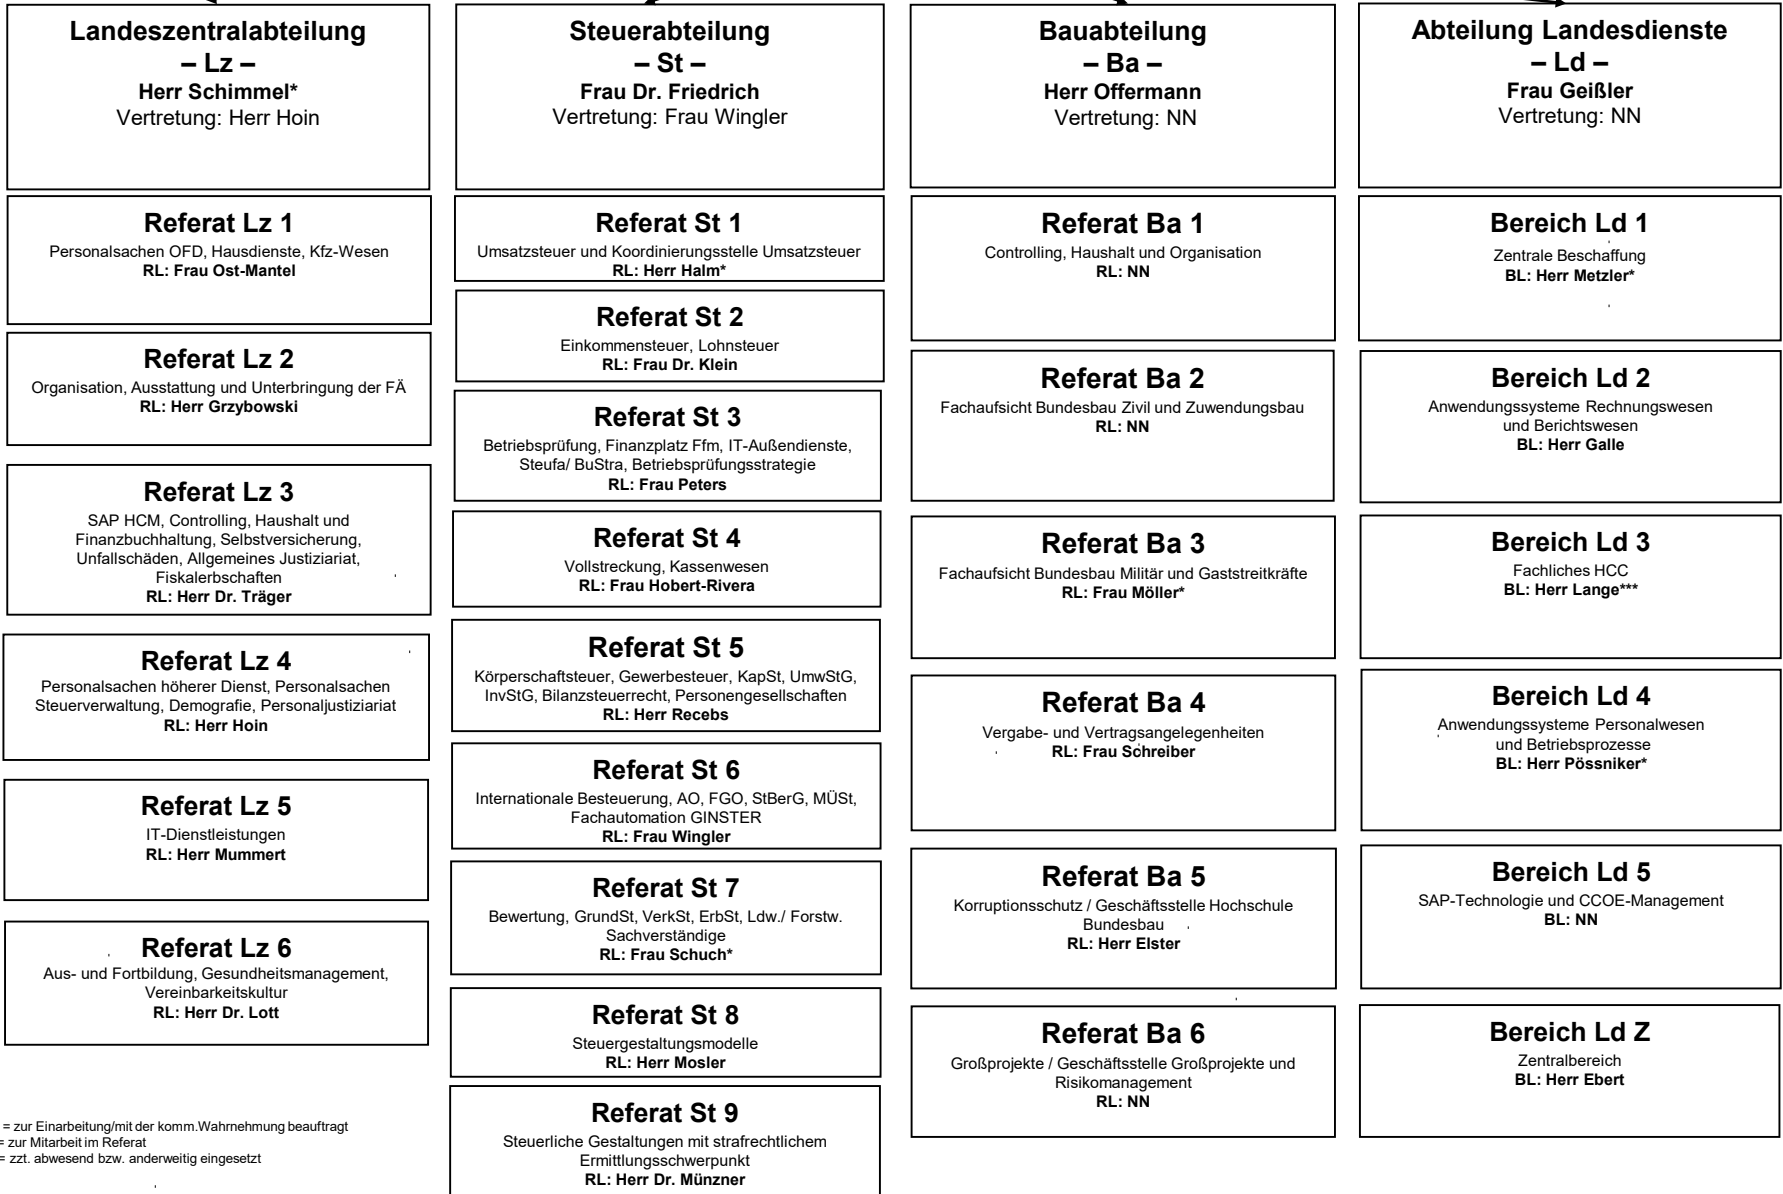 Landeszentralabteilung
– Lz –
Herr Schimmel*
Vertretung: Herr Hoin
Referat Lz 1
Personalsachen OFD, Hausdienste, Kfz-Wesen
RL: Frau Ost-Mantel
Referat Lz 2
Organisation, Ausstattung und Unterbringung der FÄ
RL: Herr Grzybowski
Referat Lz 3
SAP HCM, Controlling, Haushalt und
Finanzbuchhaltung, Selbstversicherung,
Unfallschäden, Allgemeines Justiziariat,
Fiskalerbschaften
RL: Herr Dr. Träger
Referat Lz 4
Personalsachen höherer Dienst, Personalsachen
Steuerverwaltung, Demografie, Personaljustiziariat
RL: Herr Hoin
Referat Lz 5
IT-Dienstleistungen
RL: Herr Mummert
Referat Lz 6
Aus- und Fortbildung, Gesundheitsmanagement,
Vereinbarkeitskultur
RL: Herr Dr. Lott
= zur Einarbeitung/mit der komm.Wahrnehmung beauftragt
= zur Mitarbeit im Referat
= zzt. abwesend bzw. anderweitig eingesetzt
Steuerabteilung
– St –
Frau Dr. Friedrich
Vertretung: Frau Wingler
Referat St 1
Umsatzsteuer und Koordinierungsstelle Umsatzsteuer
RL: Herr Halm*
Referat St 2
Einkommensteuer, Lohnsteuer
RL: Frau Dr. Klein
Referat St 3
Betriebsprüfung, Finanzplatz Ffm, IT-Außendienste,
Steufa/ BuStra, Betriebsprüfungsstrategie
RL: Frau Peters
Referat St 4
Vollstreckung, Kassenwesen
RL: Frau Hobert-Rivera
Referat St 5
Körperschaftsteuer, Gewerbesteuer, KapSt, UmwStG,
InvStG, Bilanzsteuerrecht, Personengesellschaften
RL: Herr Recebs
Referat St 6
Internationale Besteuerung, AO, FGO, StBerG, MÜSt,
Fachautomation GINSTER
RL: Frau Wingler
Referat St 7
Bewertung, GrundSt, VerkSt, ErbSt, Ldw./ Forstw.
Sachverständige
RL: Frau Schuch*
Referat St 8
Steuergestaltungsmodelle
RL: Herr Mosler
Referat St 9
Steuerliche Gestaltungen mit strafrechtlichem
Ermittlungsschwerpunkt
RL: Herr Dr. Münzner
Bauabteilung
– Ba –
Herr Offermann
Vertretung: NN
Referat Ba 1
Controlling, Haushalt und Organisation
RL: NN
Referat Ba 2
Fachaufsicht Bundesbau Zivil und Zuwendungsbau
RL: NN
Referat Ba 3
Fachaufsicht Bundesbau Militär und Gaststreitkräfte
RL: Frau Möller*
Referat Ba 4
Vergabe- und Vertragsangelegenheiten
RL: Frau Schreiber
Referat Ba 5
Korruptionsschutz / Geschäftsstelle Hochschule
Bundesbau
RL: Herr Elster
Referat Ba 6
Großprojekte / Geschäftsstelle Großprojekte und
Risikomanagement
RL: NN
Abteilung Landesdienste
– Ld –
Frau Geißler
Vertretung: NN
Bereich Ld 1
Zentrale Beschaffung
BL: Herr Metzler*
Bereich Ld 2
Anwendungssysteme Rechnungswesen
und Berichtswesen
BL: Herr Galle
Bereich Ld 3
Fachliches HCC
BL: Herr Lange***
Bereich Ld 4
Anwendungssysteme Personalwesen
und Betriebsprozesse
BL: Herr Pössniker*
Bereich Ld 5
SAP-Technologie und CCOE-Management
BL: NN
Bereich Ld Z
Zentralbereich
BL: Herr Ebert